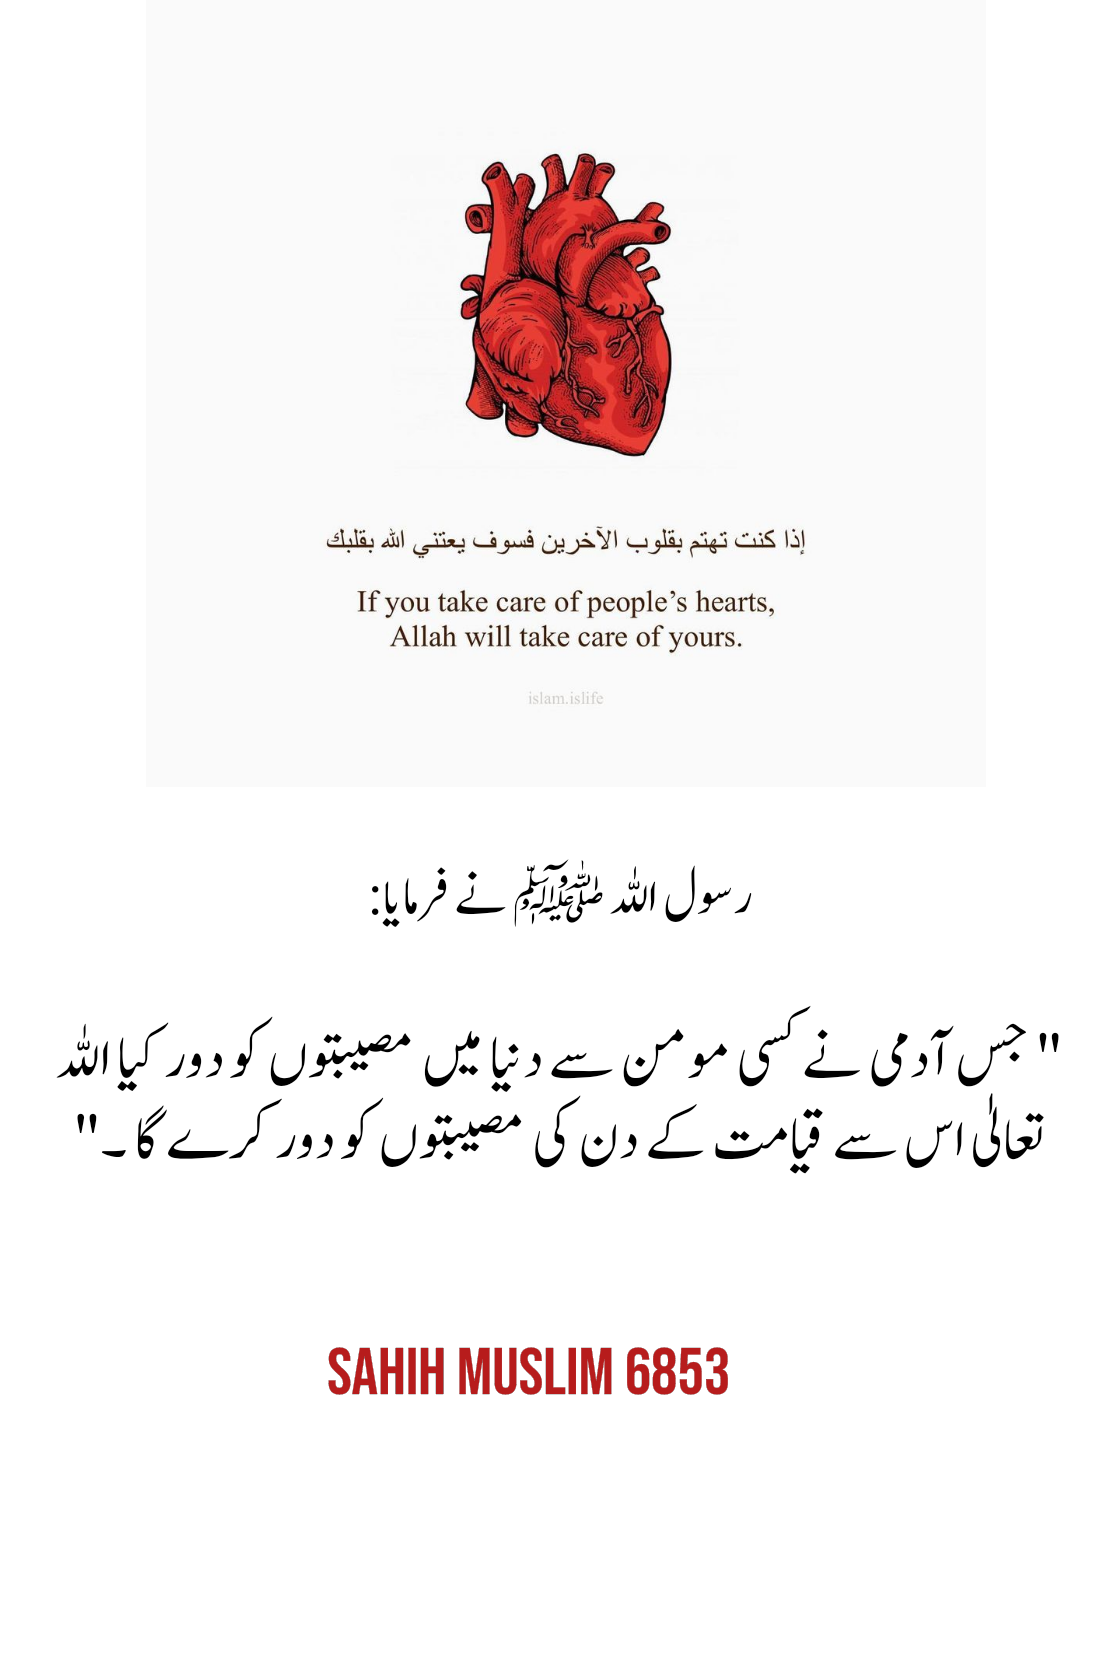 إذا كنت تهتم بقلوب الآخرين فسوف يعتني الله بقلبك
If you take care of people’s hearts,
Allah will take care of yours.
islam.islife
رسول اللہ ﷺ نے فرمایا:
" جس آدمی نے کسی مومن سے دنیا میں مصیبتوں کو دور کیا اللہ
تعالٰی اس سے قیامت کے دن کی مصیبتوں کو دور کرے گا۔"
SAHIH MUSLIM 6853